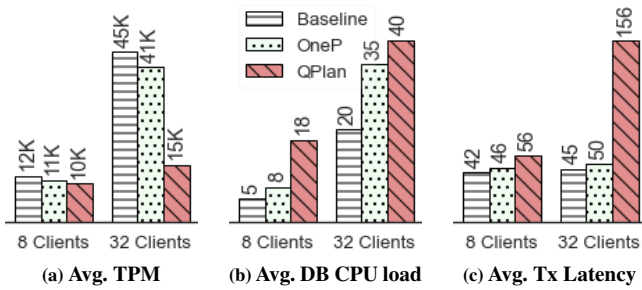 Baseline
OneP
QPlan
12K
11K
10K
45K
41K
15K
8 Clients
32 Clients
(a) Avg. TPM
5
8
18
20
35
40
8 Clients
32 Clients
(b) Avg. DB CPU load
42
46
56
45
50
156
8 Clients
32 Clients
(c) Avg. Tx Latency